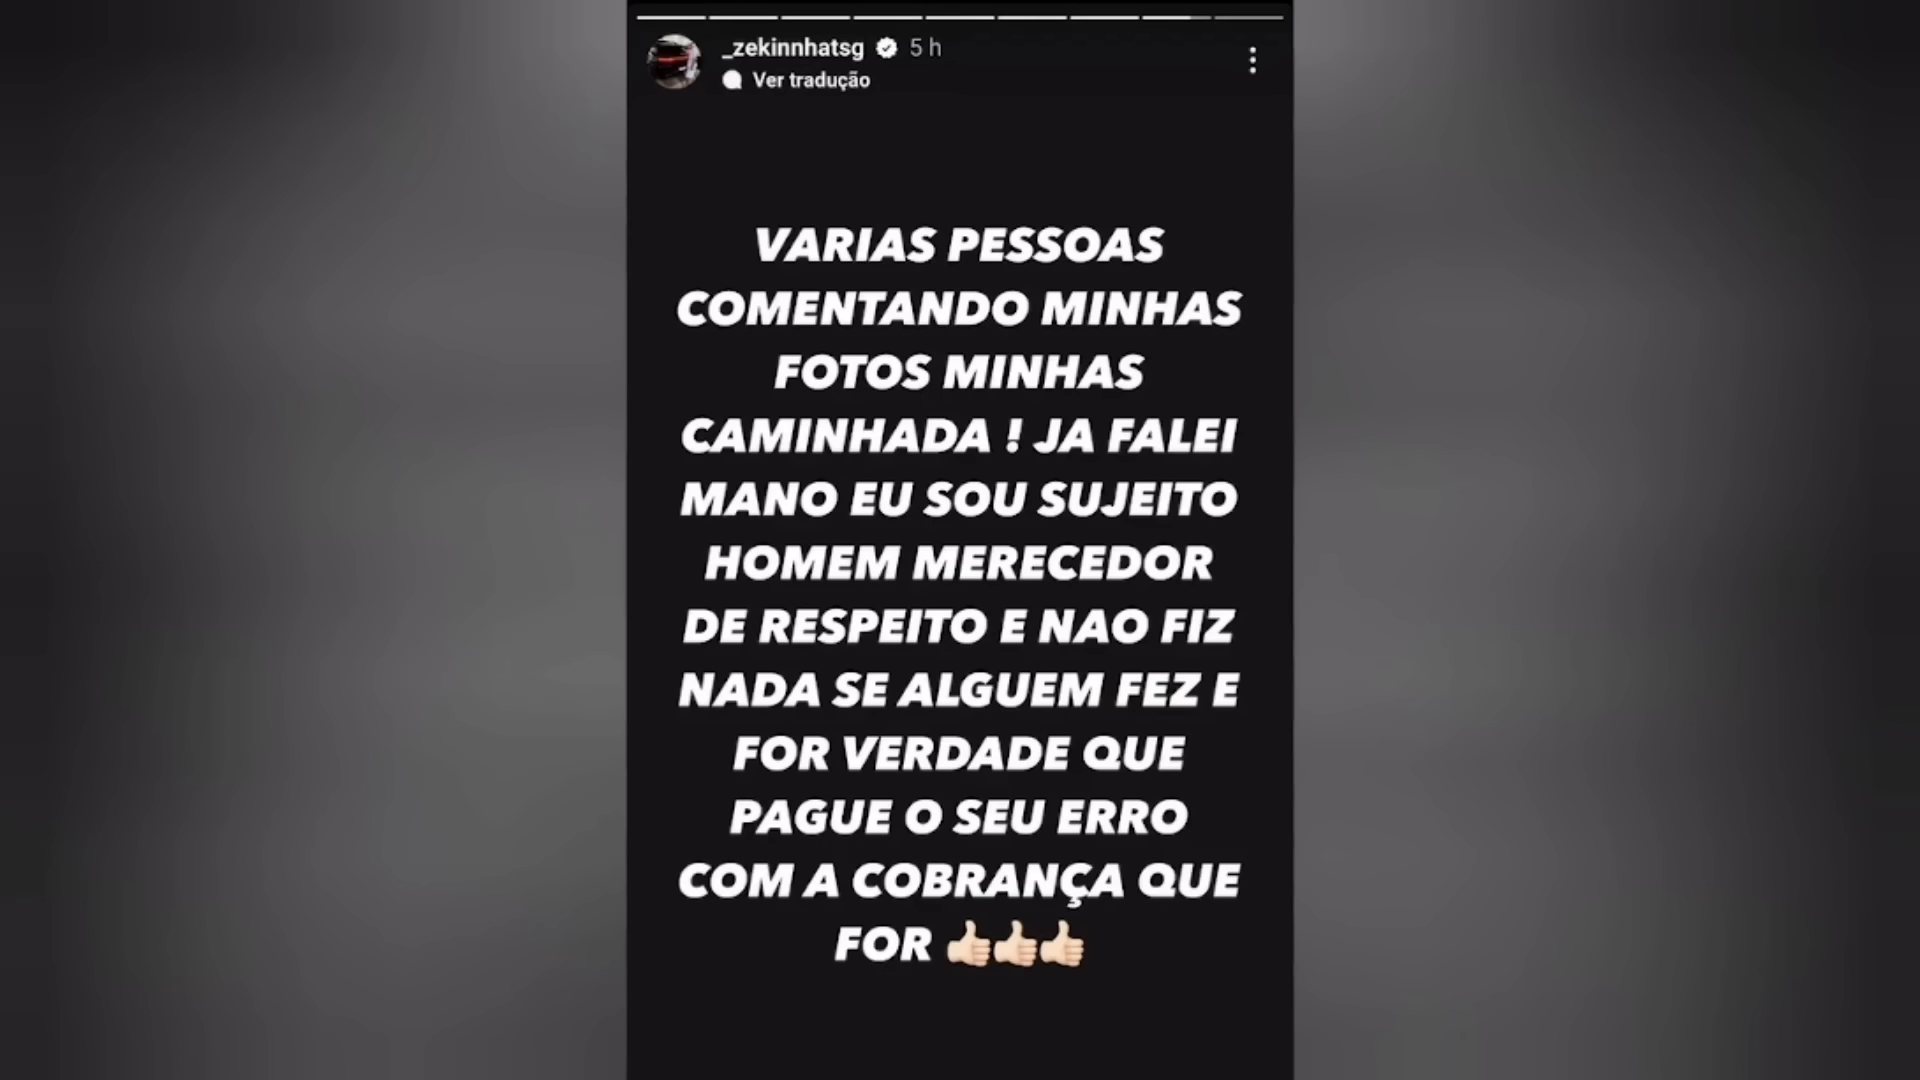 _zekinnhatsg 5 h
Ver tradução
VARIAS PESSOAS
COMENTANDO MINHAS
FOTOS MINHAS
CAMINHADA ! JA FALEI
MANO EU SOU SUJEITO
HOMEM MERECEDOR
DE RESPEITO E NAO FIZ
NADA SE ALGUEM FEZ E
FOR VERDADE QUE
PAGUE O SEU ERRO
COM A COBRANÇA QUE
FOR 👍🏻👍🏻👍🏻